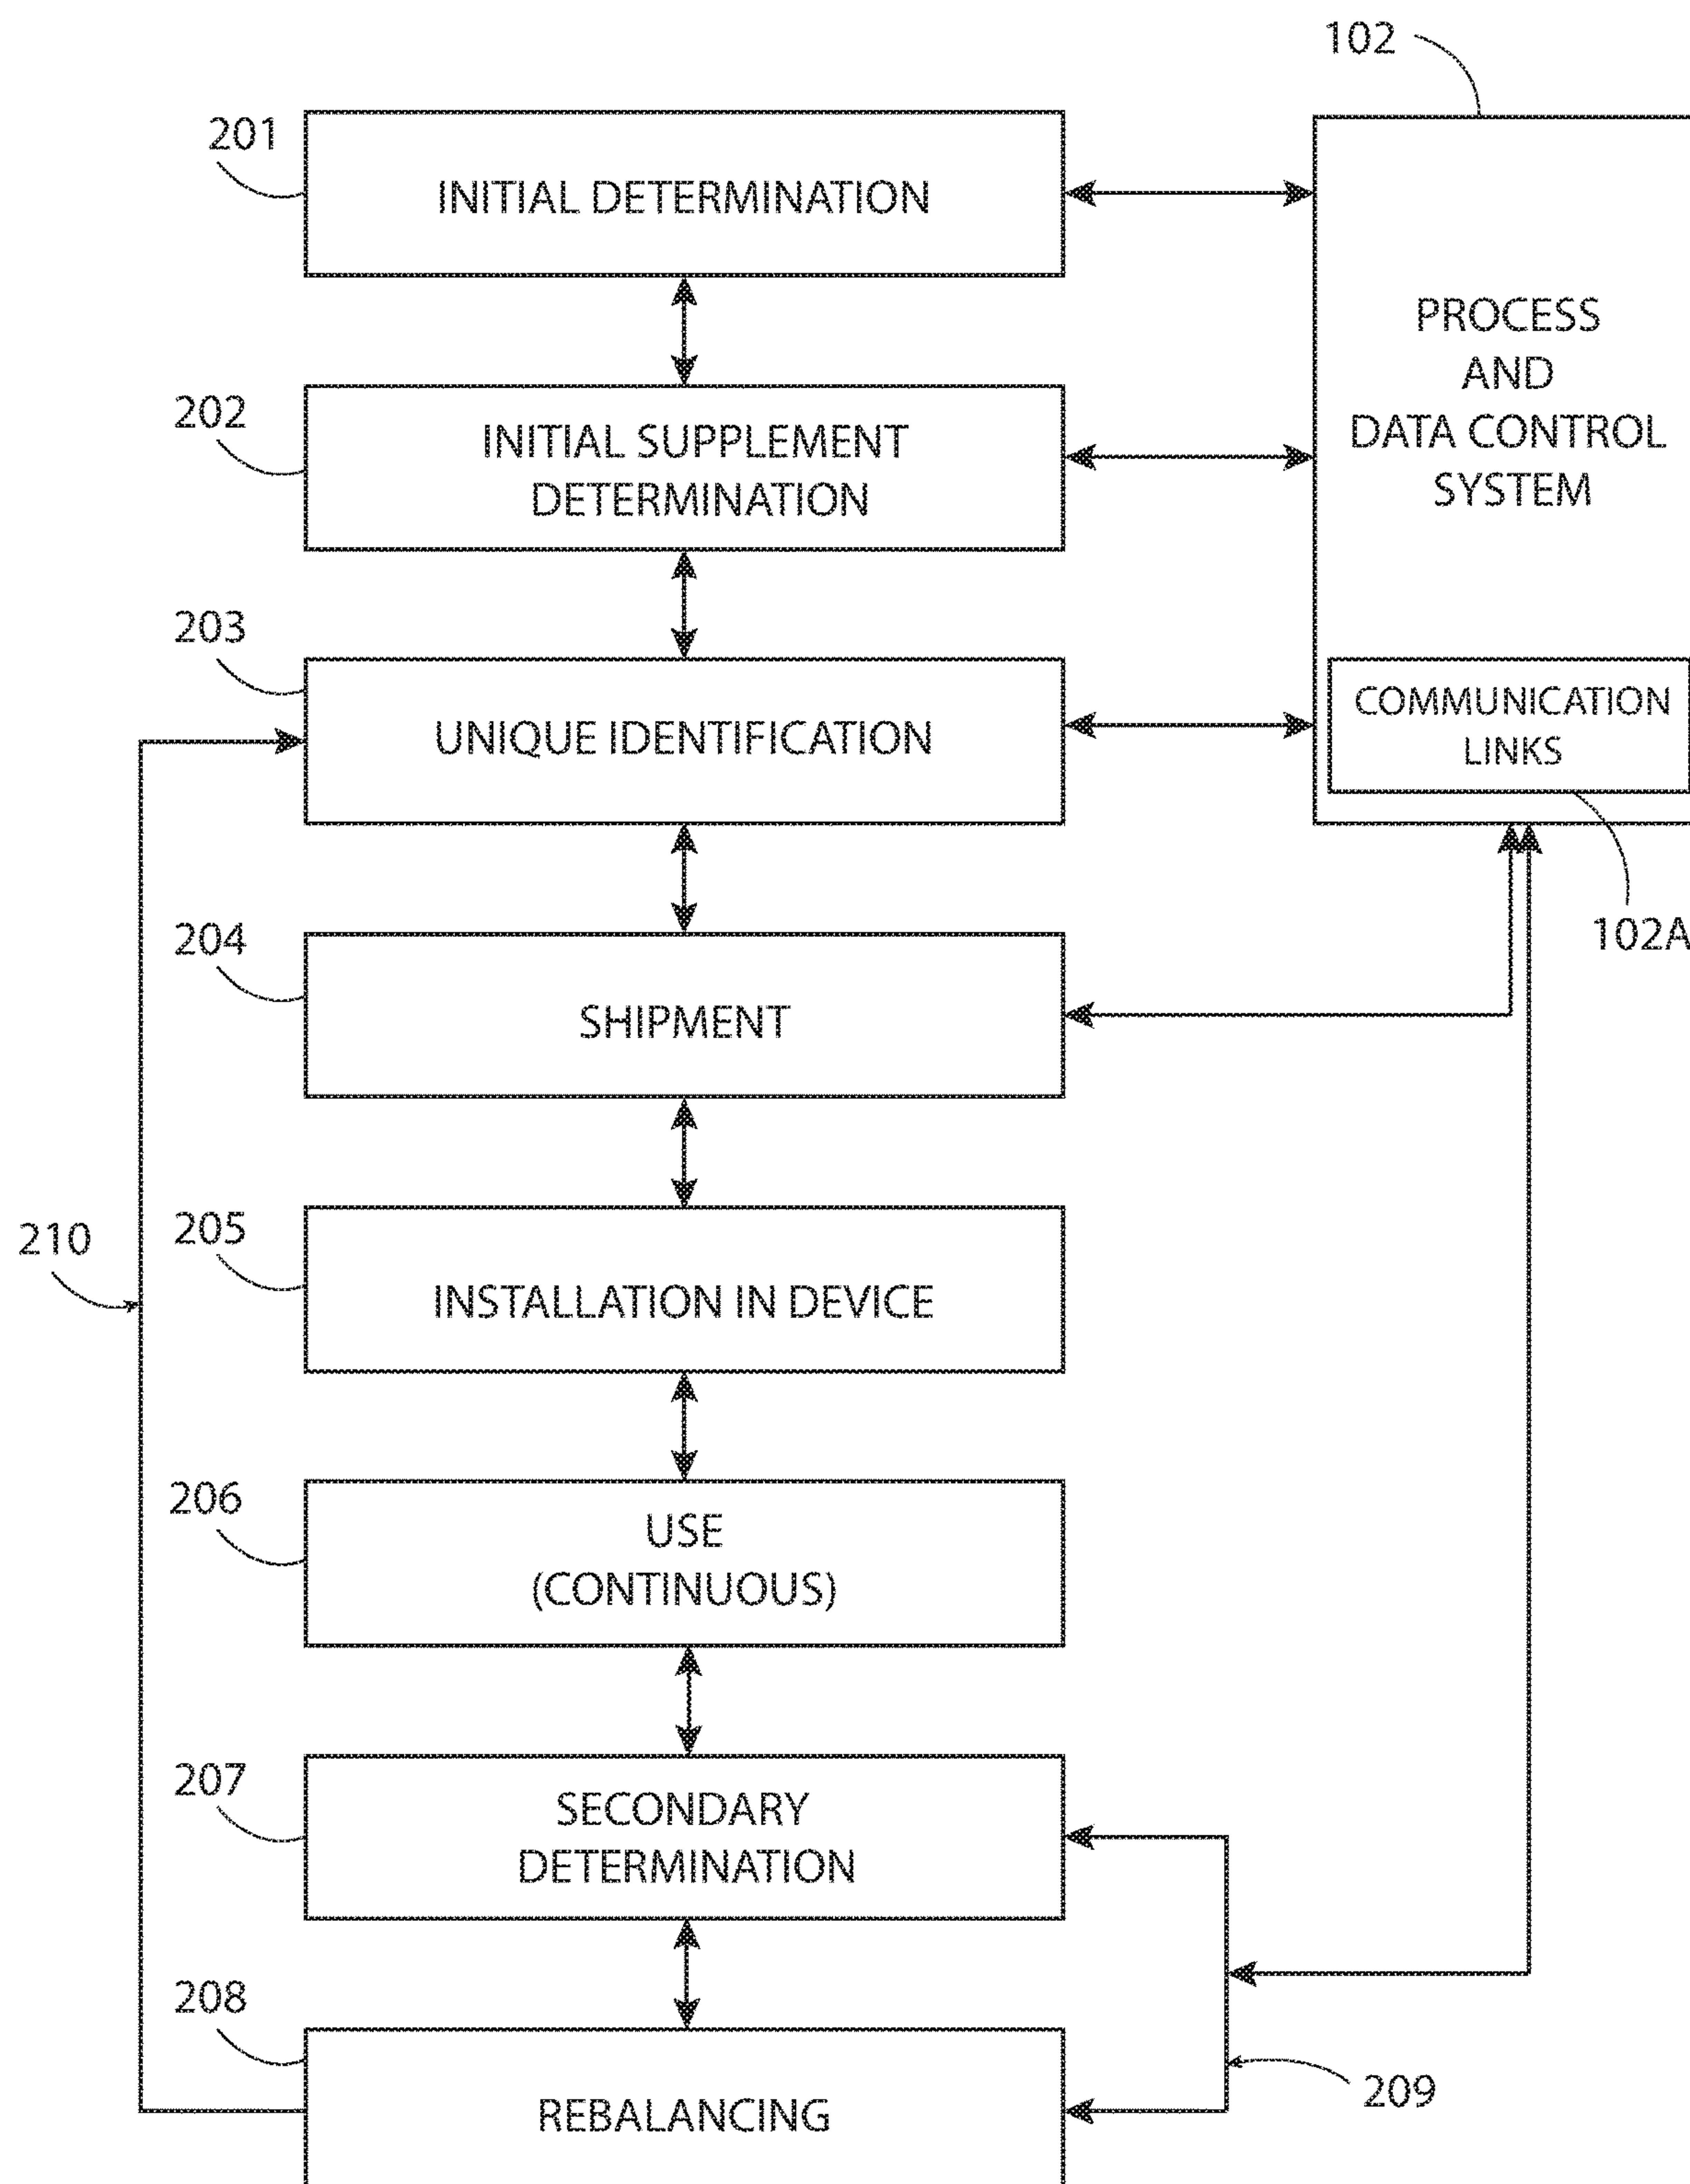 102
201
INITIAL DETERMINATION
PROCESS
AND
DATA CONTROL
SYSTEM
202
INITIAL SUPPLEMENT
DETERMINATION
203
UNIQUE IDENTIFICATION
COMMUNICATION
LINKS
102A
204
SHIPMENT
210
205
INSTALLATION IN DEVICE
206
USE
(CONTINUOUS)
207
SECONDARY
DETERMINATION
208
REBALANCING
209